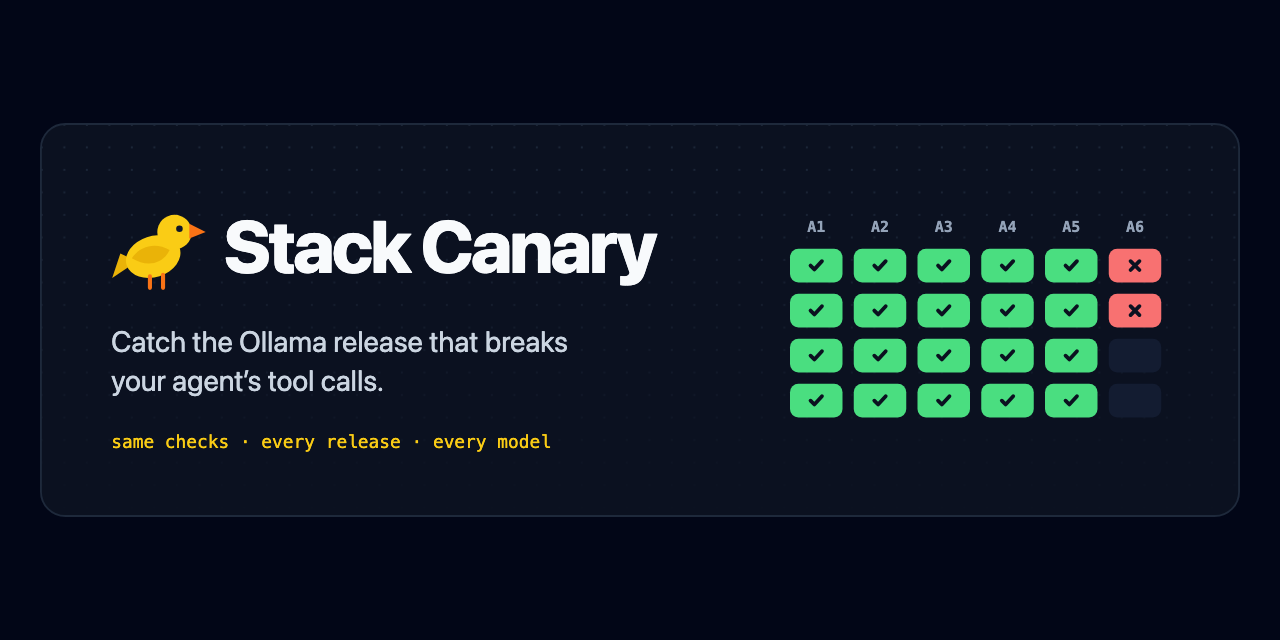 Stack Canary
Catch the Ollama release that breaks
your agent’s tool calls.
same checks · every release · every model
A1 A2 A3 A4 A5 A6